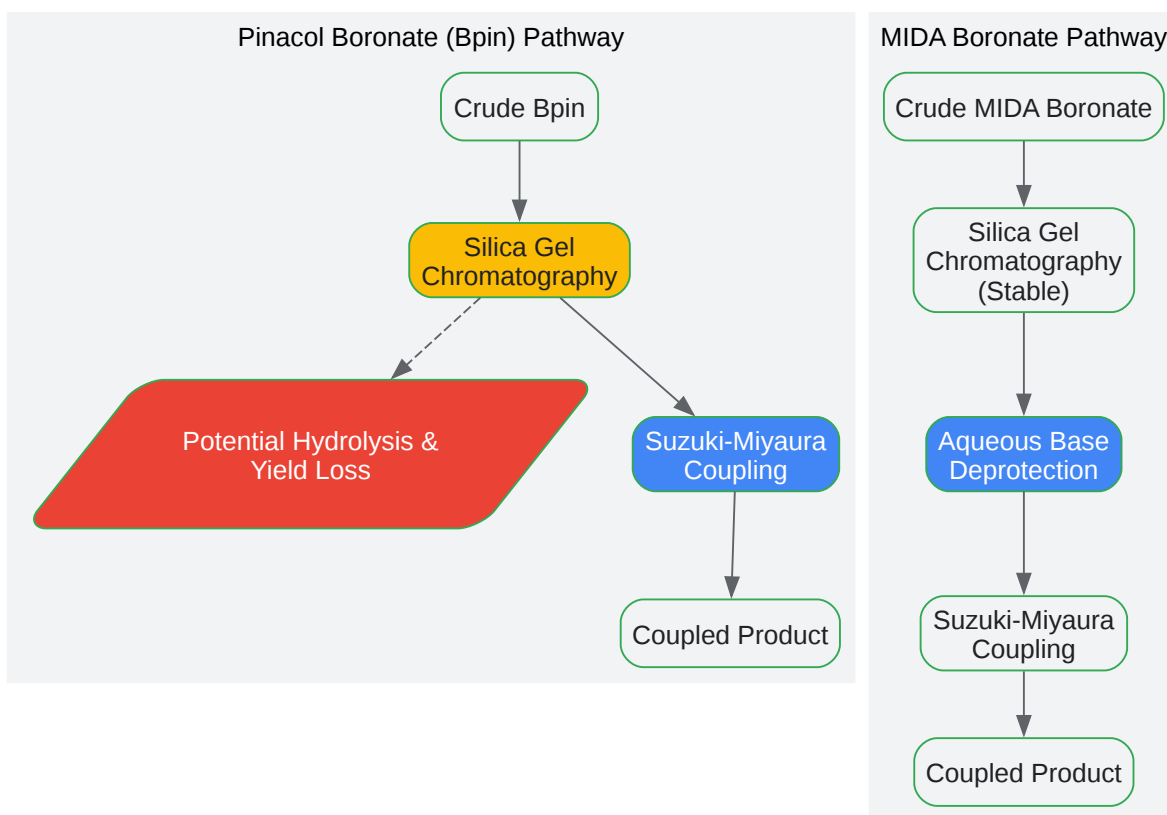 Pinacol Boronate (Bpin) Pathway
Crude Bpin
Silica Gel
Chromatography
Potential Hydrolysis &
Yield Loss
Suzuki-Miyaura
Coupling
Coupled Product
MIDA Boronate Pathway
Crude MIDA Boronate
Silica Gel
Chromatography
(Stable)
Aqueous Base
Deprotection
Suzuki-Miyaura
Coupling
Coupled Product